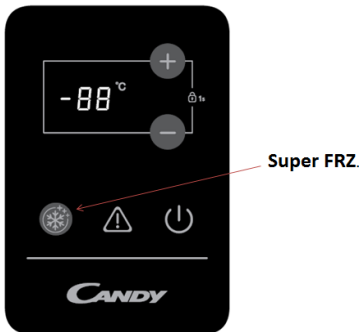 +
-88 °C
1s
−
Super FRZ.
CANDY